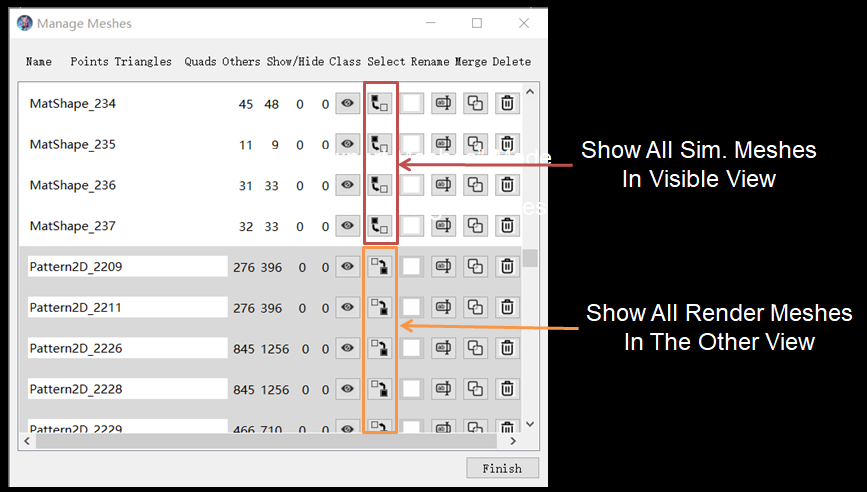 Manage Meshes
Name Points Triangles Quads Others Show/Hide Class Select Rename Merge Delete
MatShape_234 45 48 0 0
MatShape_235 11 9 0 0
MatShape_236 31 33 0 0
MatShape_237 32 33 0 0
Pattern2D_2209 276 396 0 0
Pattern2D_2211 276 396 0 0
Pattern2D_2226 845 1256 0 0
Pattern2D_2228 845 1256 0 0
Pattern2D_2229 466 710 0 0
Finish
Show All Sim. Meshes
In Visible View
Show All Render Meshes
In The Other View